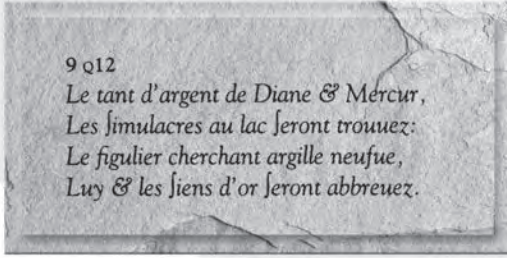 9 Q12
Le tant d'argent de Diane & Mercur,
Les ſimulacres au lac ſeront trouuez:
Le figulier cherchant argille neufue,
Luy & les ſiens d'or ſeront abbreuez.